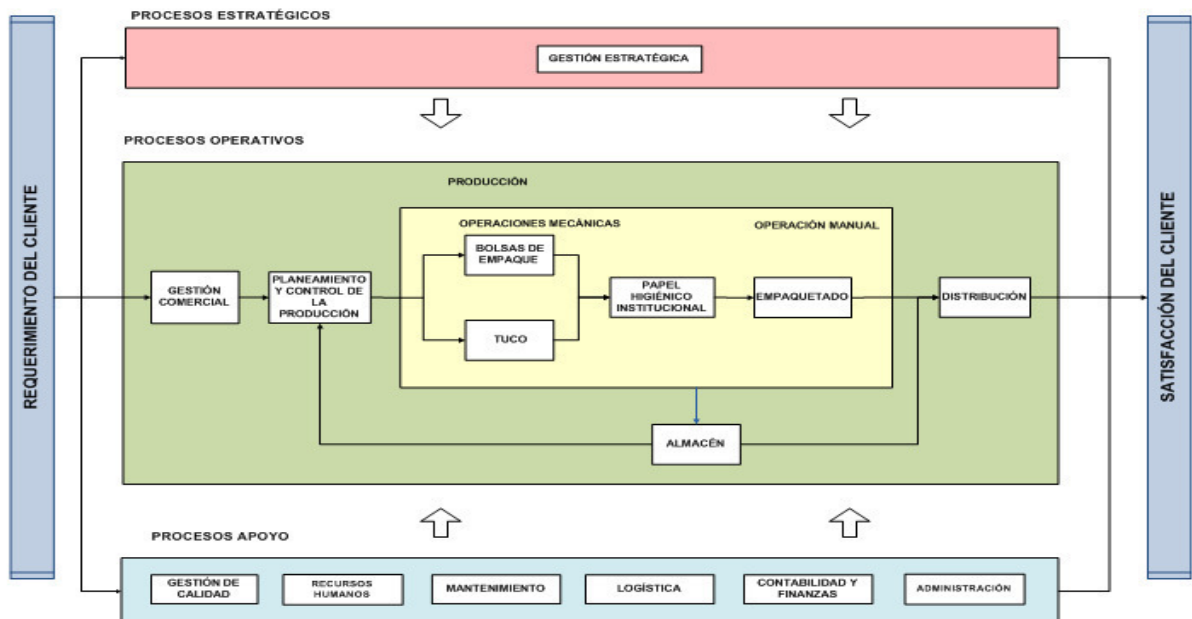 PROCESOS ESTRATÉGICOS
GESTIÓN ESTRATÉGICA
REQUERIMIENTO DEL CLIENTE
SATISFACCIÓN DEL CLIENTE
PROCESOS OPERATIVOS
PRODUCCIÓN
OPERACIONES MECÁNICAS
OPERACIÓN MANUAL
GESTIÓN
COMERCIAL
PLANEAMIENTO
Y CONTROL DE
LA
PRODUCCIÓN
BOLSAS DE
EMPAQUE
TUCO
PAPEL
HIGIÉNICO
INSTITUCIONAL
EMPAQUETADO
DISTRIBUCIÓN
ALMACÉN
PROCESOS APOYO
GESTIÓN DE
CALIDAD
RECURSOS
HUMANOS
MANTENIMIENTO
LOGÍSTICA
CONTABILIDAD Y
FINANZAS
ADMINISTRACIÓN